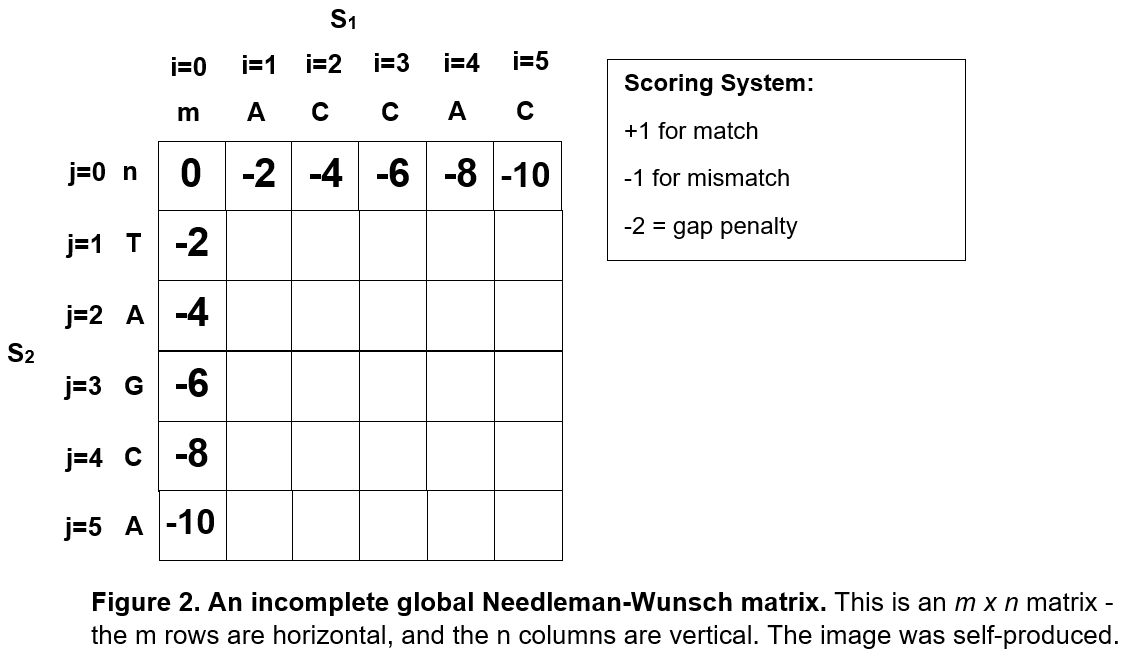 S1
i=0 i=1 i=2 i=3 i=4 i=5
m A C C A C
j=0 n 0 -2 -4 -6 -8 -10
j=1 T -2
j=2 A -4
S2
j=3 G -6
j=4 C -8
j=5 A -10
Scoring System:
+1 for match
-1 for mismatch
-2 = gap penalty
Figure 2. An incomplete global Needleman-Wunsch matrix. This is an m x n matrix -
the m rows are horizontal, and the n columns are vertical. The image was self-produced.